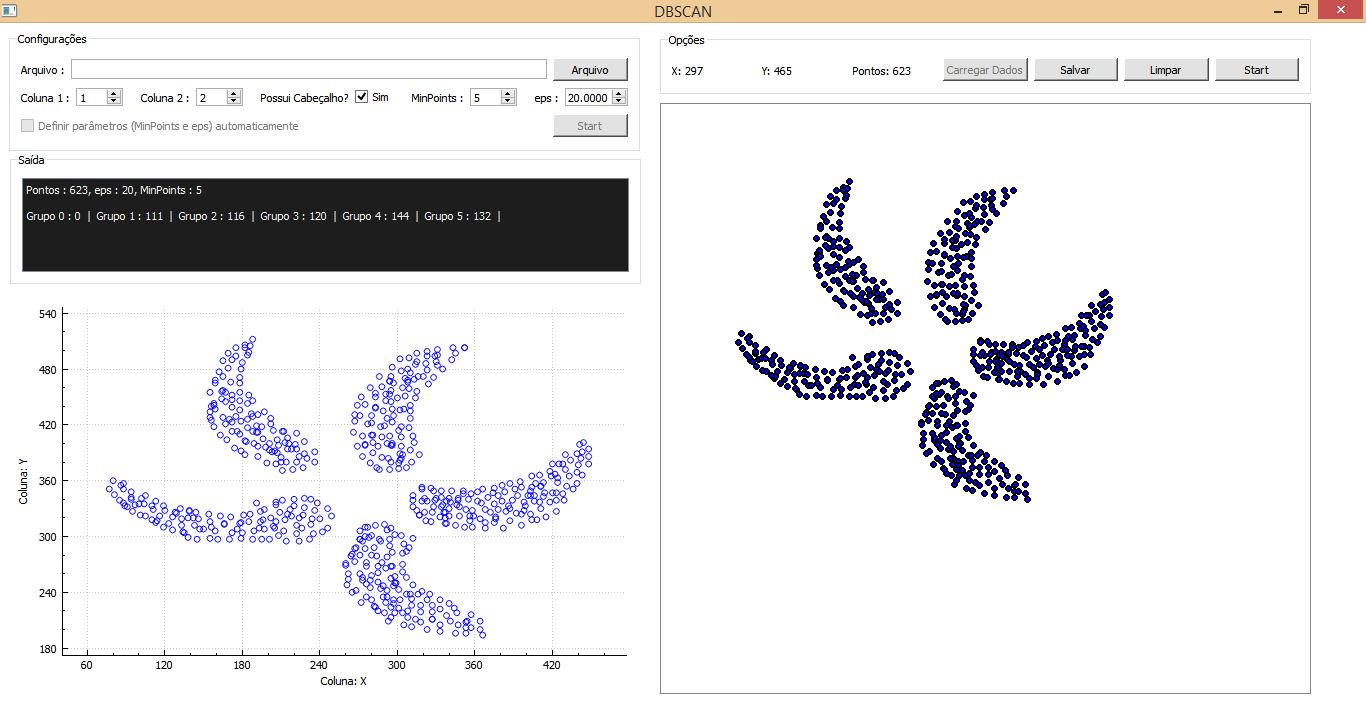 DBSCAN
Configurações
Arquivo : Arquivo
Coluna 1 : 1 Coluna 2 : 2 Possui Cabeçalho? Sim MinPoints : 5 eps : 20.0000
Definir parâmetros (MinPoints e eps) automaticamente Start
Opções
X: 297 Y: 465 Pontos: 623 Carregar Dados Salvar Limpar Start
Saída
Pontos : 623, eps : 20, MinPoints : 5
Grupo 0 : 0 | Grupo 1 : 111 | Grupo 2 : 116 | Grupo 3 : 120 | Grupo 4 : 144 | Grupo 5 : 132 |
540
480
420
360
300
240
180
Coluna: Y
60 120 180 240 300 360 420
Coluna: X